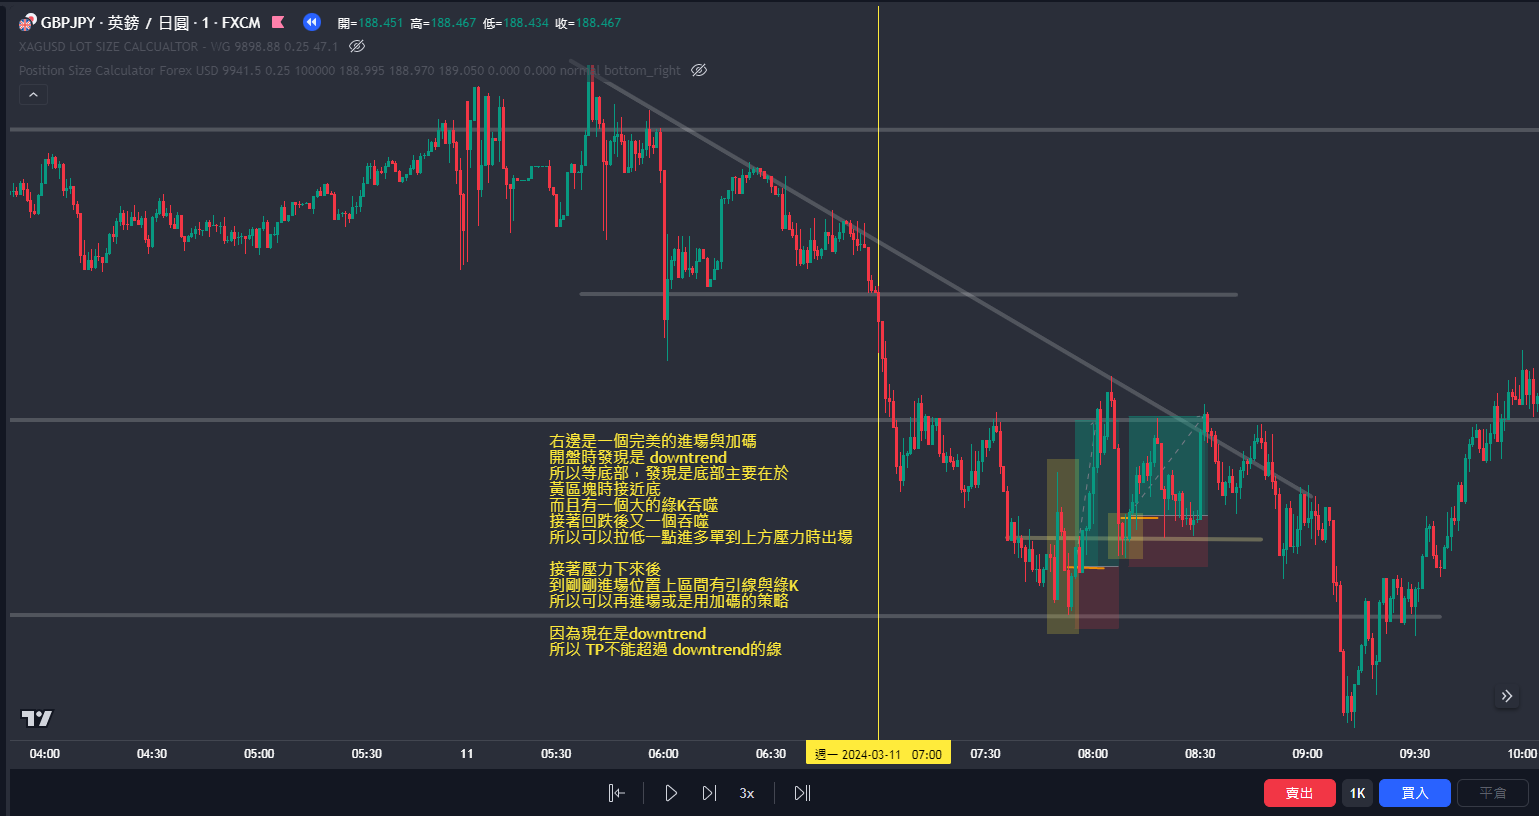 GBPJPY · 英鎊 / 日圓 · 1 · FXCM 開=188.451 高=188.467 低=188.434 收=188.467
XAGUSD LOT SIZE CALCUALTOR - WG 9898.88 0.25 47.1
Position Size Calculator Forex USD 9941.5 0.25 100000 188.995 188.970 189.050 0.000 0.000 normal bottom_right
右邊是一個完美的進場與加碼
開盤時發現是 downtrend
所以等底部，發現是底部主要在於
黃區塊時接近底
而且有一個大的綠K吞噬
接著回跌後又一個吞噬
所以可以拉低一點進多單到上方壓力時出場
接著壓力下來後
到剛剛進場位置上區間有引線與綠K
所以可以再進場或是用加碼的策略
因為現在是downtrend
所以 TP不能超過 downtrend的線
04:00 04:30 05:00 05:30 11 05:30 06:00 06:30 週一 2024-03-11 07:00 07:30 08:00 08:30 09:00 09:30 10:00
3x 賣出 1K 買入 平倉